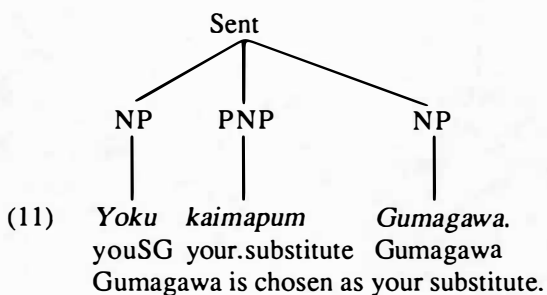 Sent
NP PNP NP
(11) Yoku kaimapum Gumagawa.
youSG your.substitute Gumagawa
Gumagawa is chosen as your substitute.